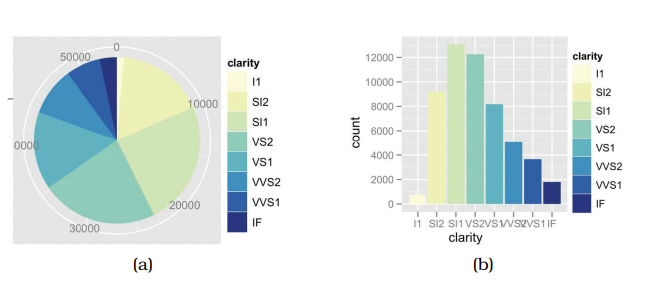 0
50000
10000
0000
20000
30000
clarity
I1
SI2
SI1
VS2
VS1
VVS2
VVS1
IF
(a)
count
12000
10000
8000
6000
4000
2000
0
I1 SI2 SI1 VS2 VS1 VVS2 VVS1 IF
clarity
clarity
I1
SI2
SI1
VS2
VS1
VVS2
VVS1
IF
(b)